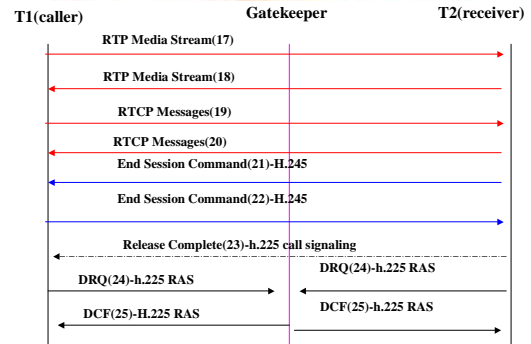 T1(caller)
Gatekeeper
T2(receiver)
RTP Media Stream(17)
RTP Media Stream(18)
RTCP Messages(19)
RTCP Messages(20)
End Session Command(21)-H.245
End Session Command(22)-H.245
Release Complete(23)-h.225 call signaling
DRQ(24)-h.225 RAS
DRQ(24)-h.225 RAS
DCF(25)-H.225 RAS
DCF(25)-h.225 RAS